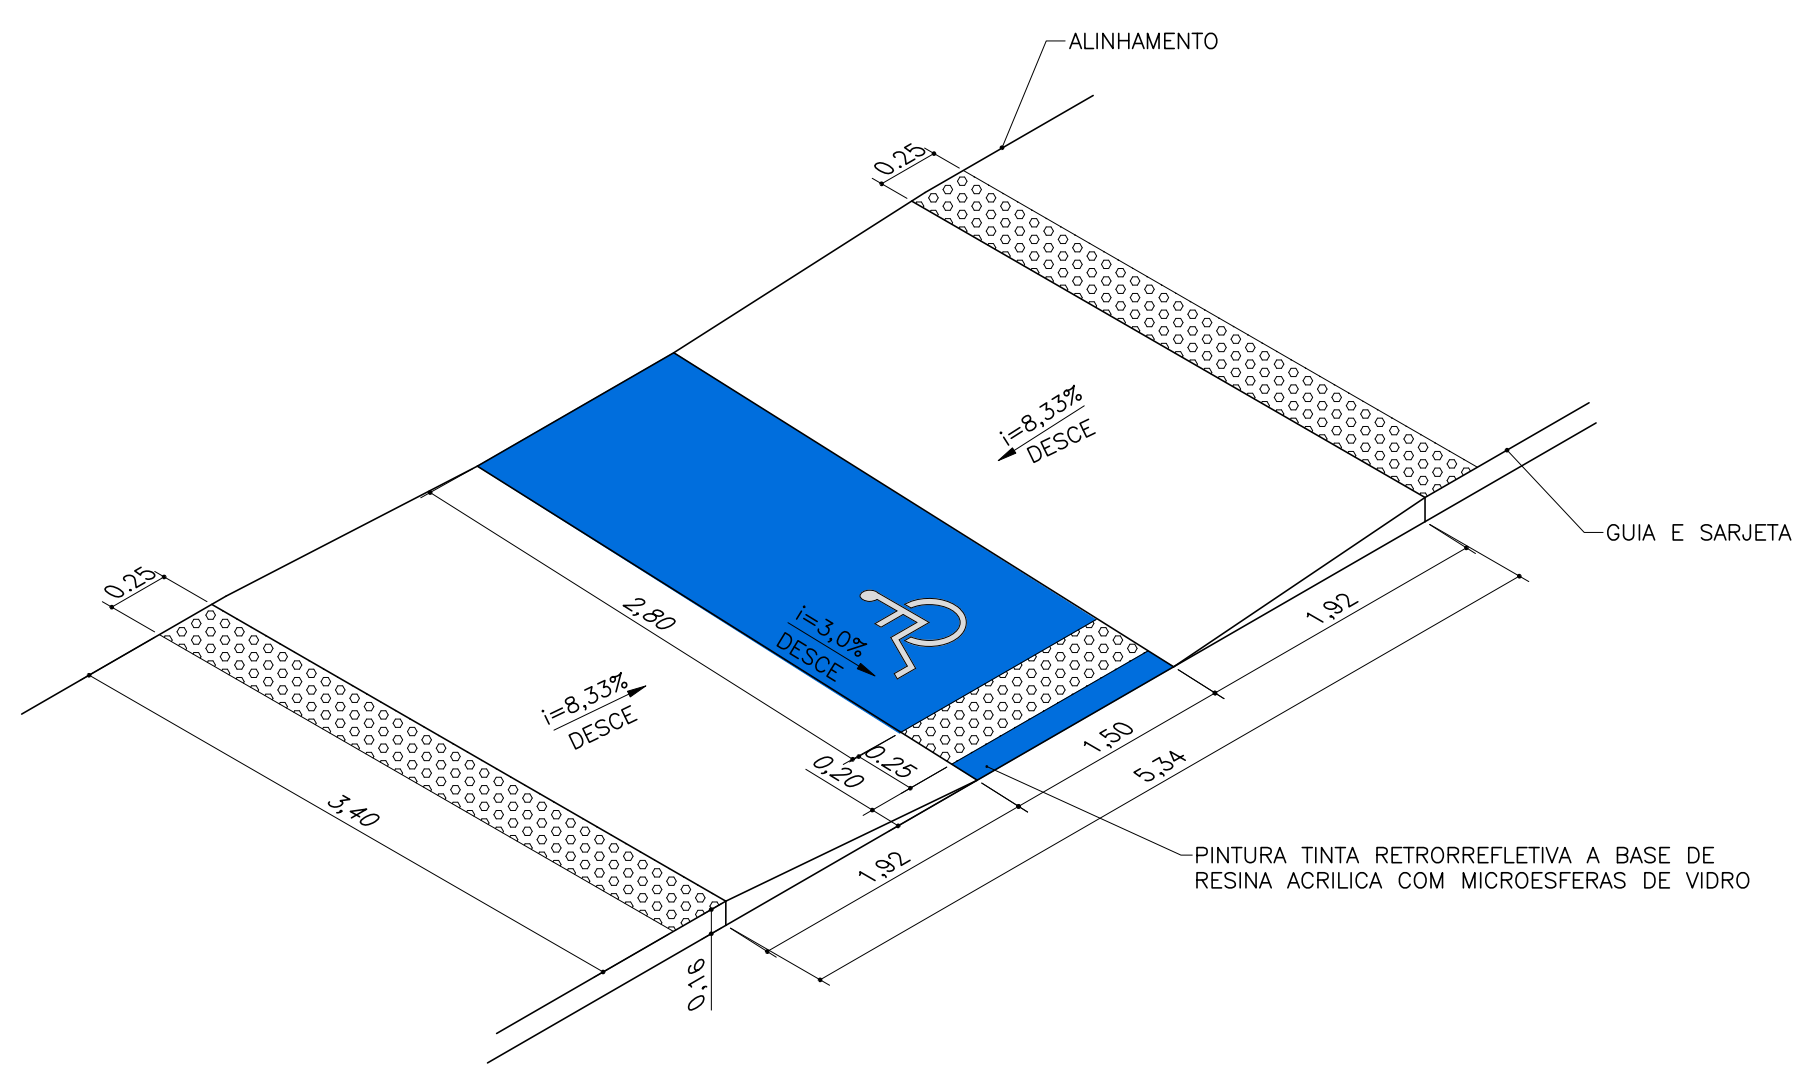 ALINHAMENTO
0.25
i=8,33%
DESCE
GUIA E SARJETA
0.25
2,80
i=3,0%
DESCE
1,92
i=8,33%
DESCE
1,50
5,34
0.25
0,20
3,40
1,92
PINTURA TINTA RETRORREFLETIVA A BASE DE
RESINA ACRILICA COM MICROESFERAS DE VIDRO
0,16